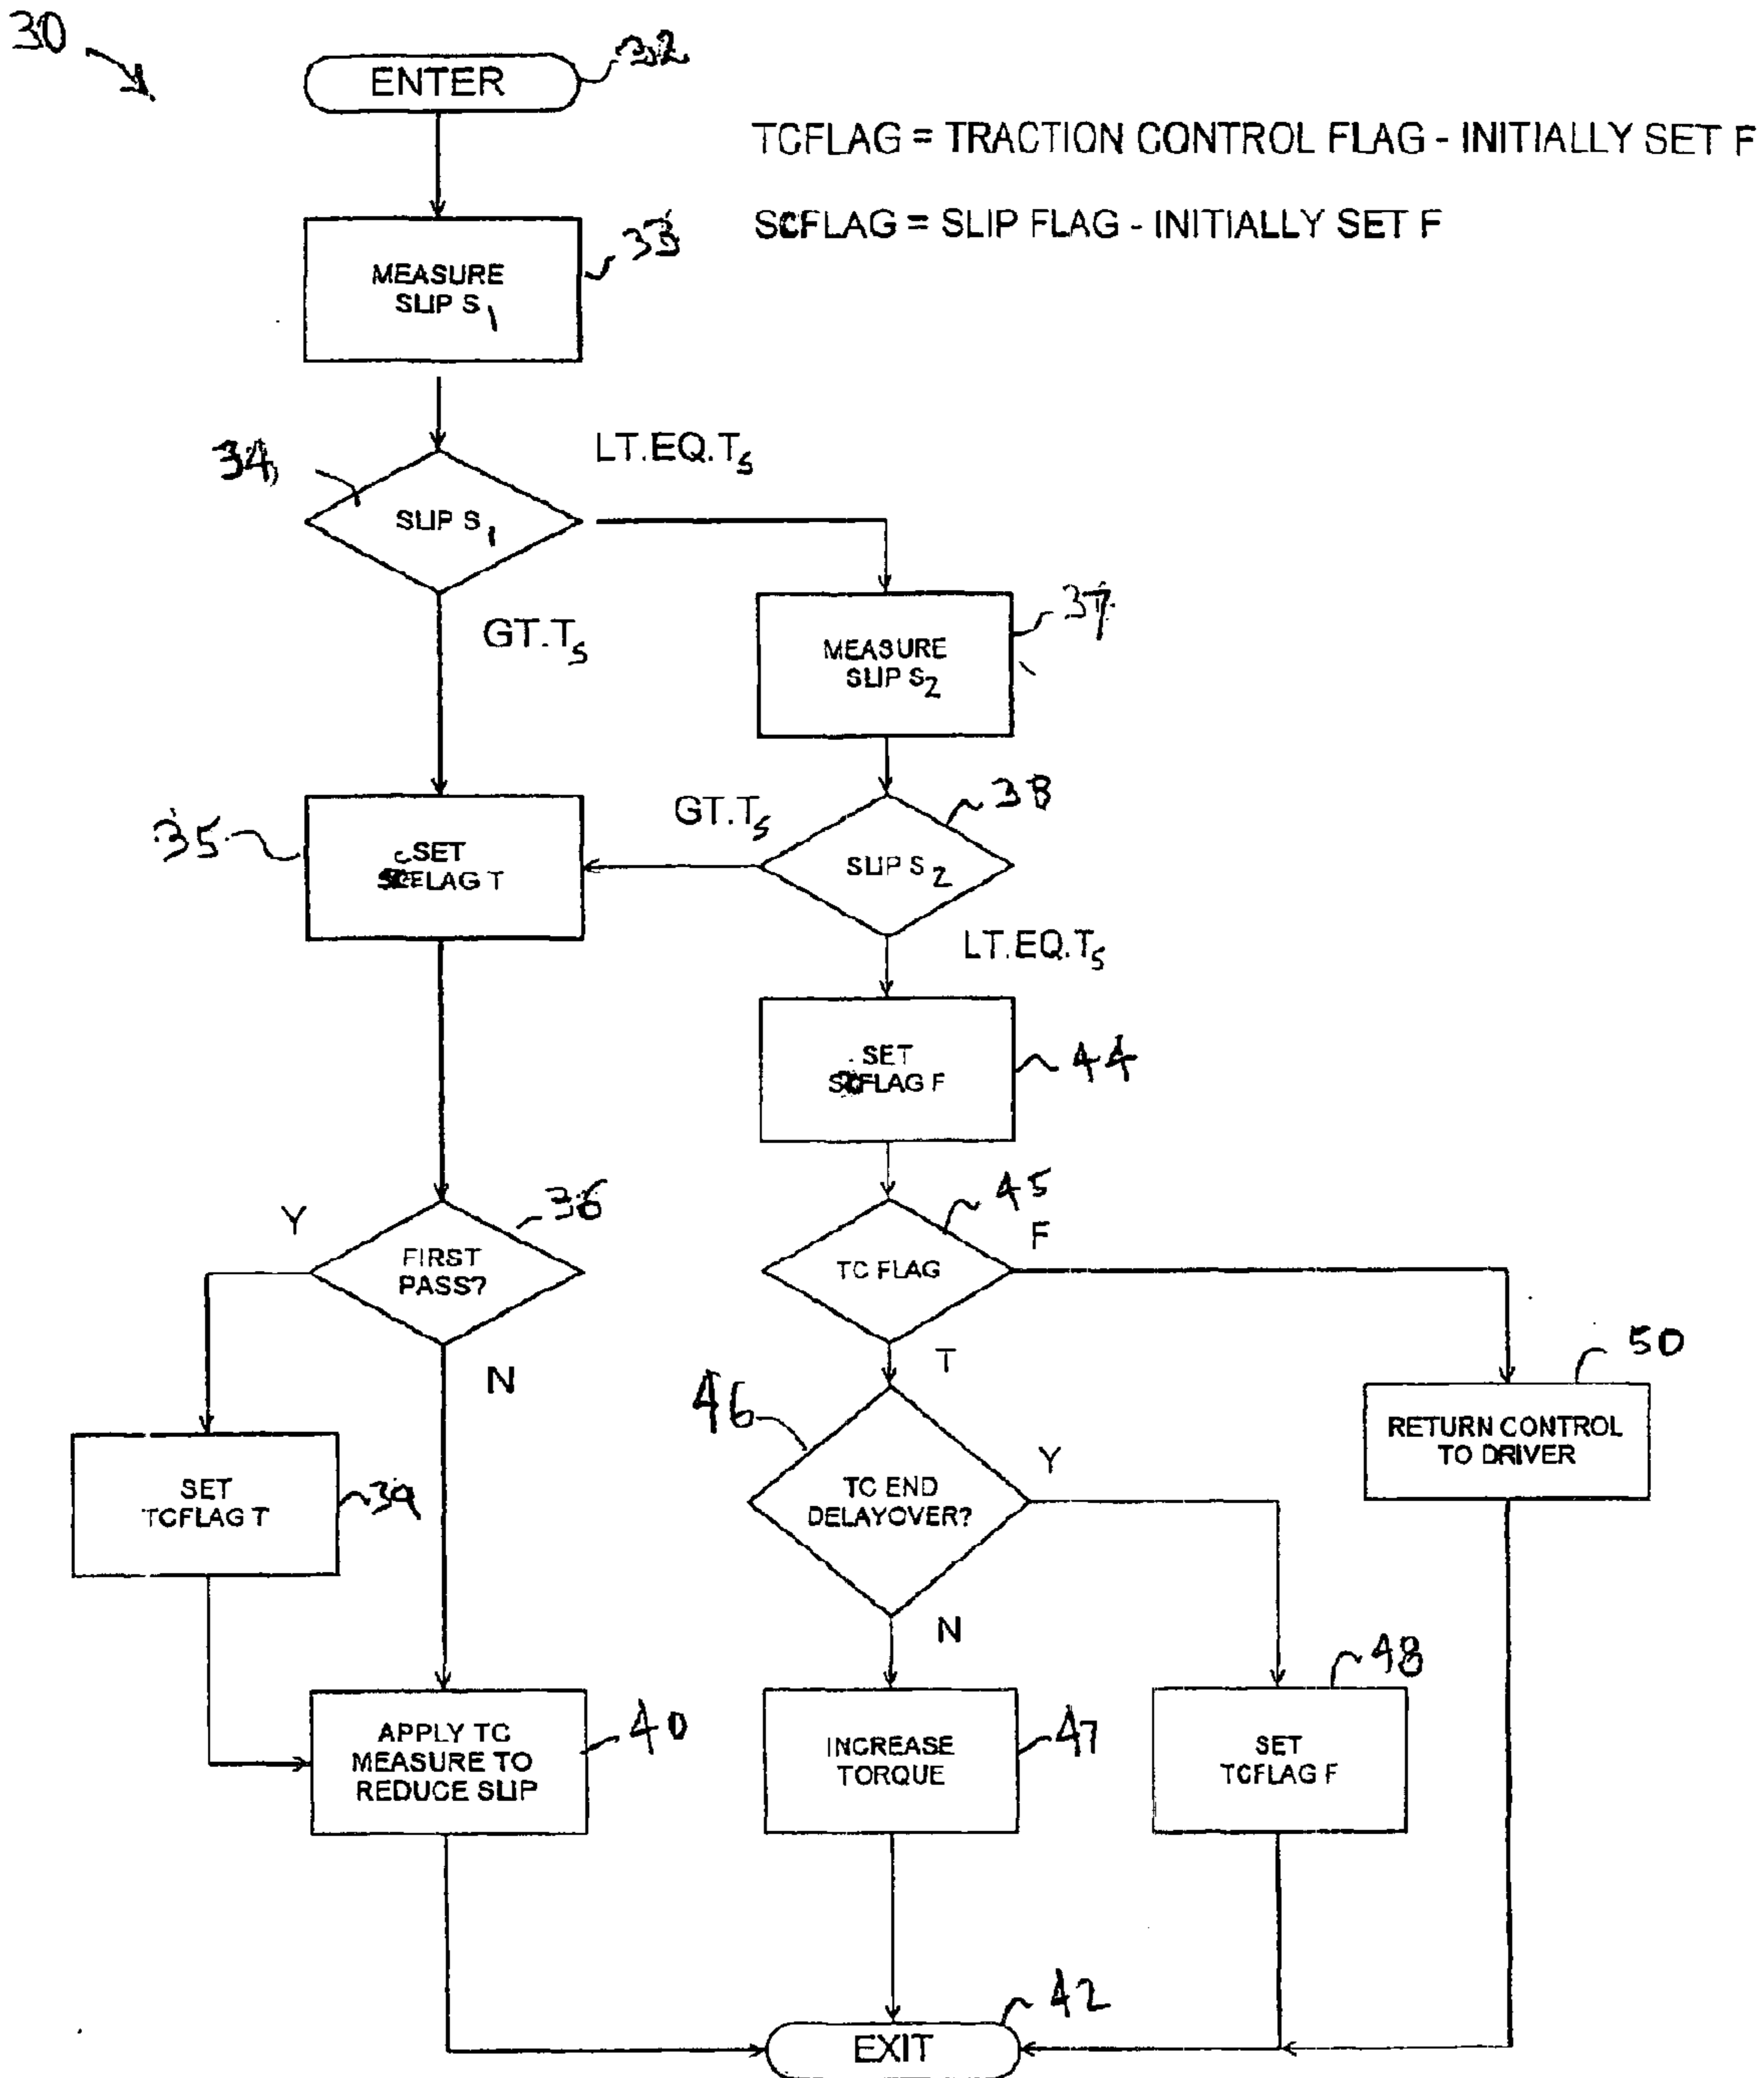 30
ENTER
32
TCFLAG = TRACTION CONTROL FLAG - INITIALLY SET F
SCFLAG = SLIP FLAG - INITIALLY SET F
MEASURE
SLIP S1
33
34
SLIP S1
LT.EQ.Ts
GT.Ts
MEASURE
SLIP S2
37
35
SET
FLAG T
GT.Ts
SLIP S2
38
LT.EQ.Ts
SET
FLAG F
44
Y
FIRST
PASS?
36
N
TC FLAG
45
F
T
46
TC END
DELAYOVER?
Y
N
50
RETURN CONTROL
TO DRIVER
SET
TCFLAG T
39
APPLY TC
MEASURE TO
REDUCE SLIP
40
INCREASE
TORQUE
47
48
SET
TCFLAG F
42
EXIT